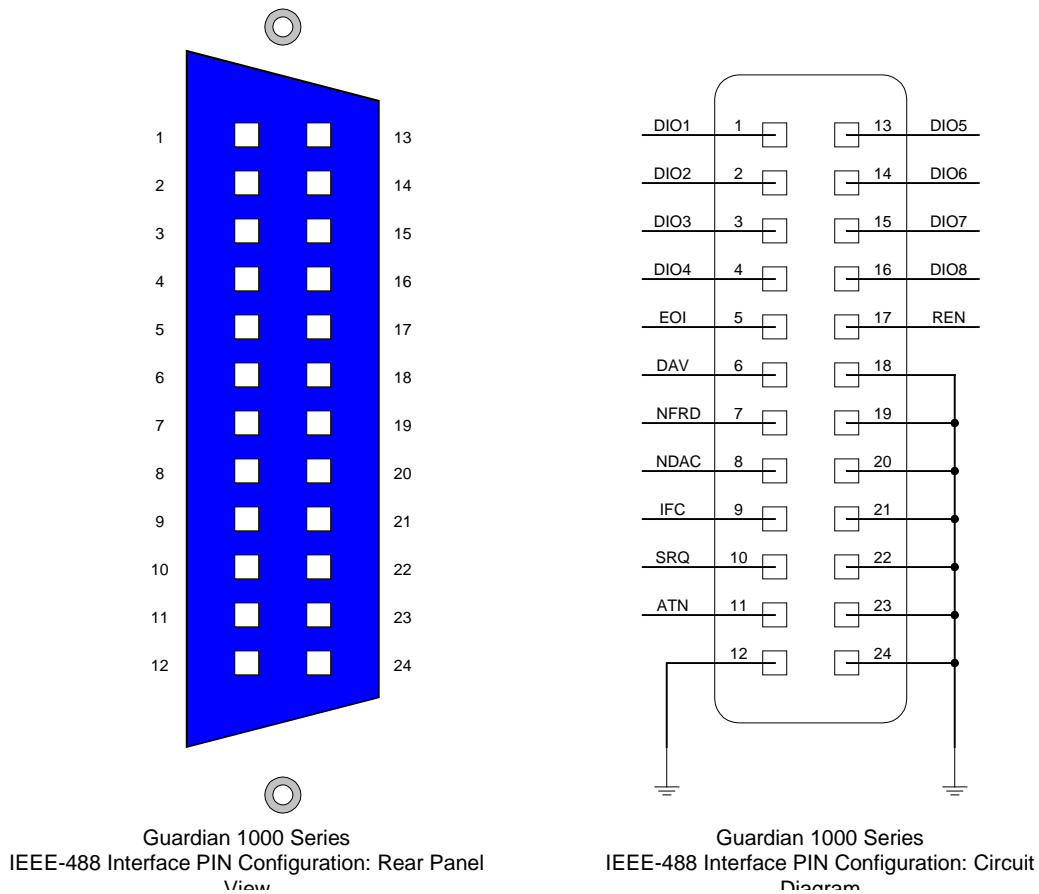 1 13
2 14
3 15
4 16
5 17
6 18
7 19
8 20
9 21
10 22
11 23
12 24
Guardian 1000 Series
IEEE-488 Interface PIN Configuration: Rear Panel
View
DIO1 1 13 DIO5
DIO2 2 14 DIO6
DIO3 3 15 DIO7
DIO4 4 16 DIO8
EOI 5 17 REN
DAV 6 18
NFRD 7 19
NDAC 8 20
IFC 9 21
SRQ 10 22
ATN 11 23
12 24
Guardian 1000 Series
IEEE-488 Interface PIN Configuration: Circuit
Diagram